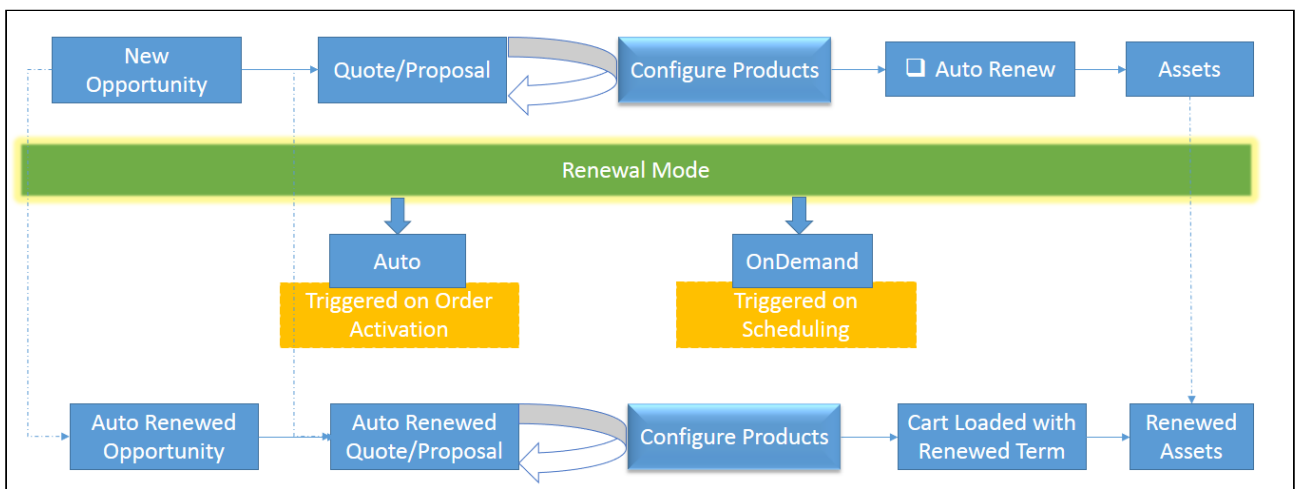 New
Opportunity
Quote/Proposal
Configure Products
❑ Auto Renew
Assets
Renewal Mode
Auto
OnDemand
Triggered on Order
Activation
Triggered on
Scheduling
Auto Renewed
Opportunity
Auto Renewed
Quote/Proposal
Configure Products
Cart Loaded with
Renewed Term
Renewed
Assets